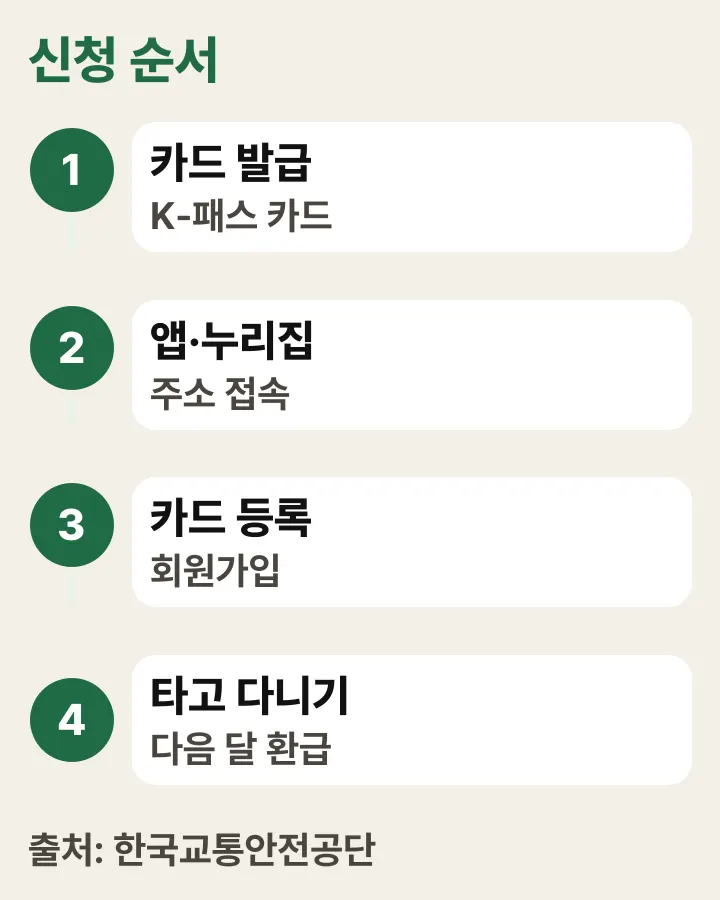 신청 순서
1
카드 발급
K-패스 카드
2
앱·누리집
주소 접속
3
카드 등록
회원가입
4
타고 다니기
다음 달 환급
출처: 한국교통안전공단